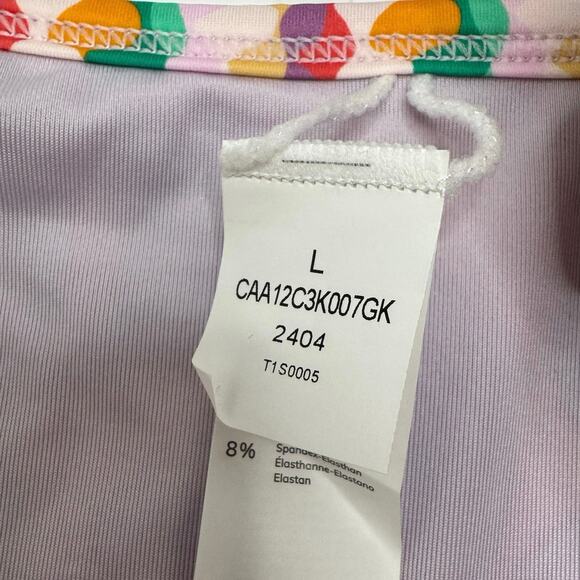 L
CAA12C3K007GK
2404
T1S0005
8%
Spandex-Elasthan
Élasthanne-Elastano
Elastan